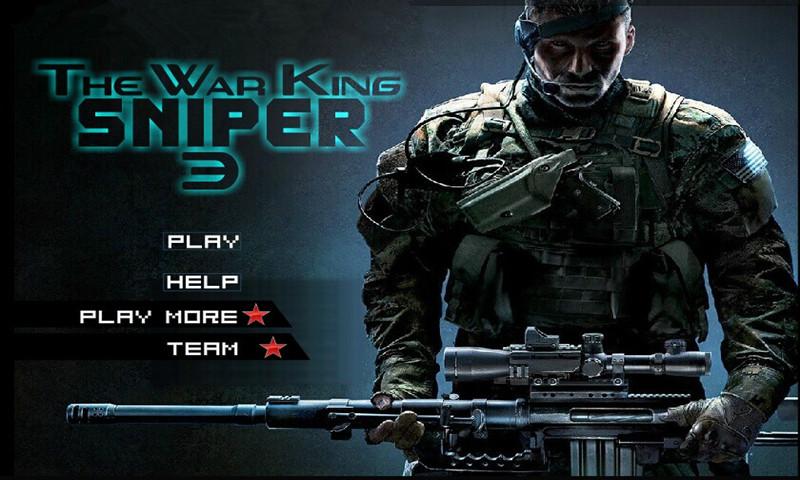 The War King
SNIPER
3
PLAY
HELP
PLAY MORE
TEAM